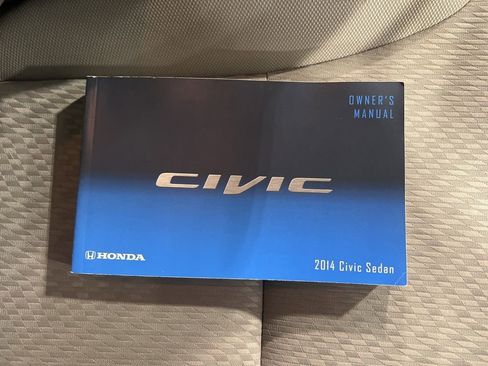 OWNER'S
MANUAL
CIVIC
HONDA
2014 Civic Sedan